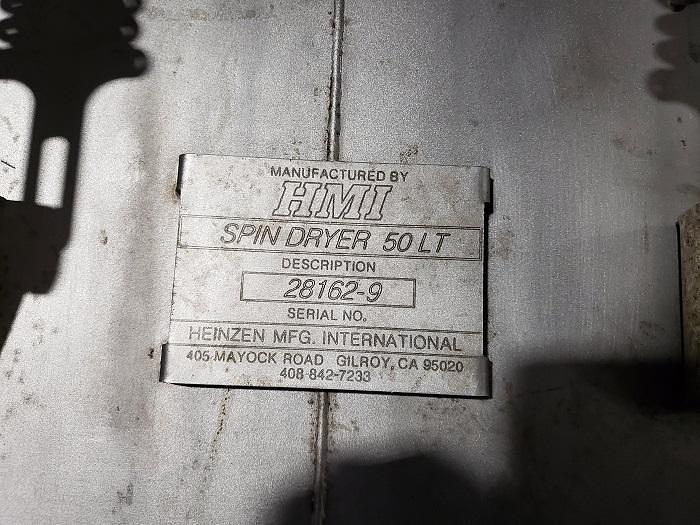 MANUFACTURED BY
HMI
SPIN DRYER 50 LT
DESCRIPTION
28162-9
SERIAL NO.
HEINZEN MFG. INTERNATIONAL
405 MAYOCK ROAD GILROY, CA 95020
408-842-7233